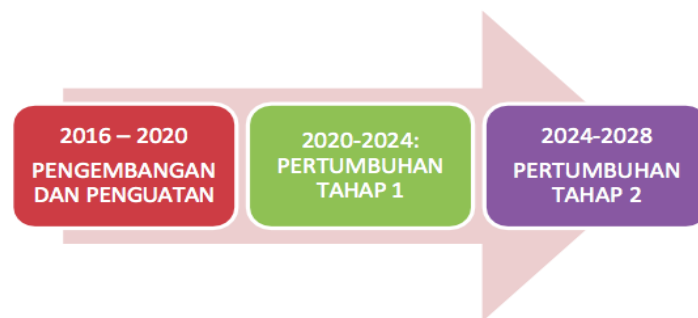 2016 – 2020
PENGEMBANGAN
DAN PENGUATAN
2020-2024:
PERTUMBUHAN
TAHAP 1
2024-2028
PERTUMBUHAN
TAHAP 2